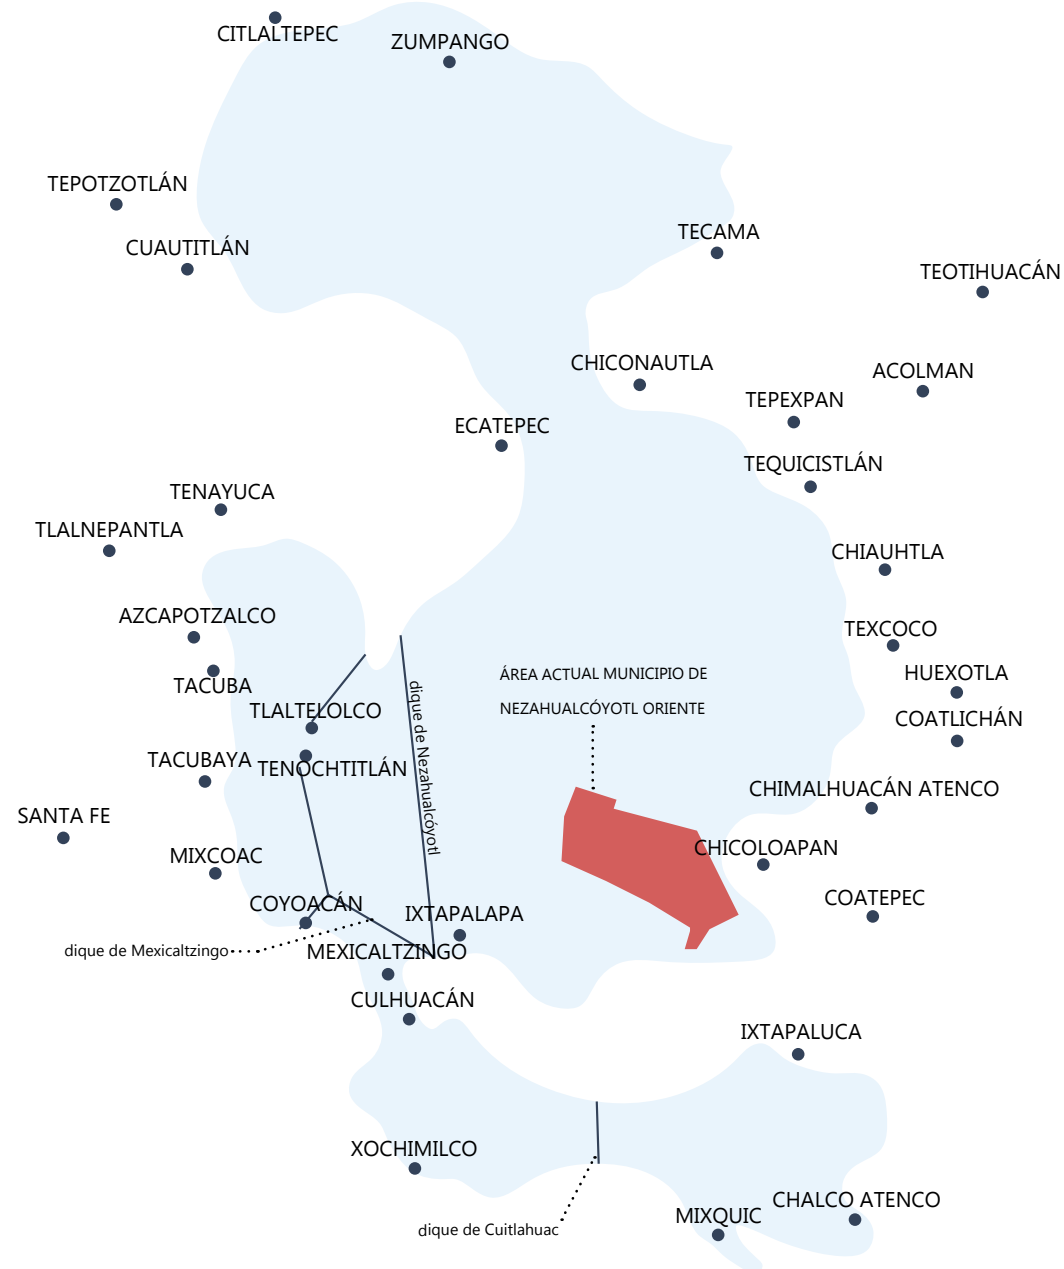 CITLALTEPEC
ZUMPANGO
TEPOTZOTLÁN
TECAMA
CUAUTITLÁN
TEOTIHUACÁN
CHICONAUTLA
ACOLMAN
TEPEXPAN
ECATEPEC
TEQUICISTLÁN
TENAYUCA
TLALNEPANTLA
CHIAUHTLA
AZCAPOTZALCO
TEXCOCO
ÁREA ACTUAL MUNICIPIO DE
NEZAHUALCÓYOTL ORIENTE
HUEXOTLA
TACUBA
TLALTELOLCO
COATLICHÁN
dique de Nezahualcóyotl
TACUBAYA
TENOCHTITLÁN
CHIMALHUACÁN ATENCO
SANTA FE
CHICOLOAPAN
MIXCOAC
COATEPEC
COYOACÁN
IXTAPALAPA
dique de Mexicaltzingo
MEXICALTZINGO
CULHUACÁN
IXTAPALUCA
XOCHIMILCO
CHALCO ATENCO
MIXQUIC
dique de Cuitlahuac